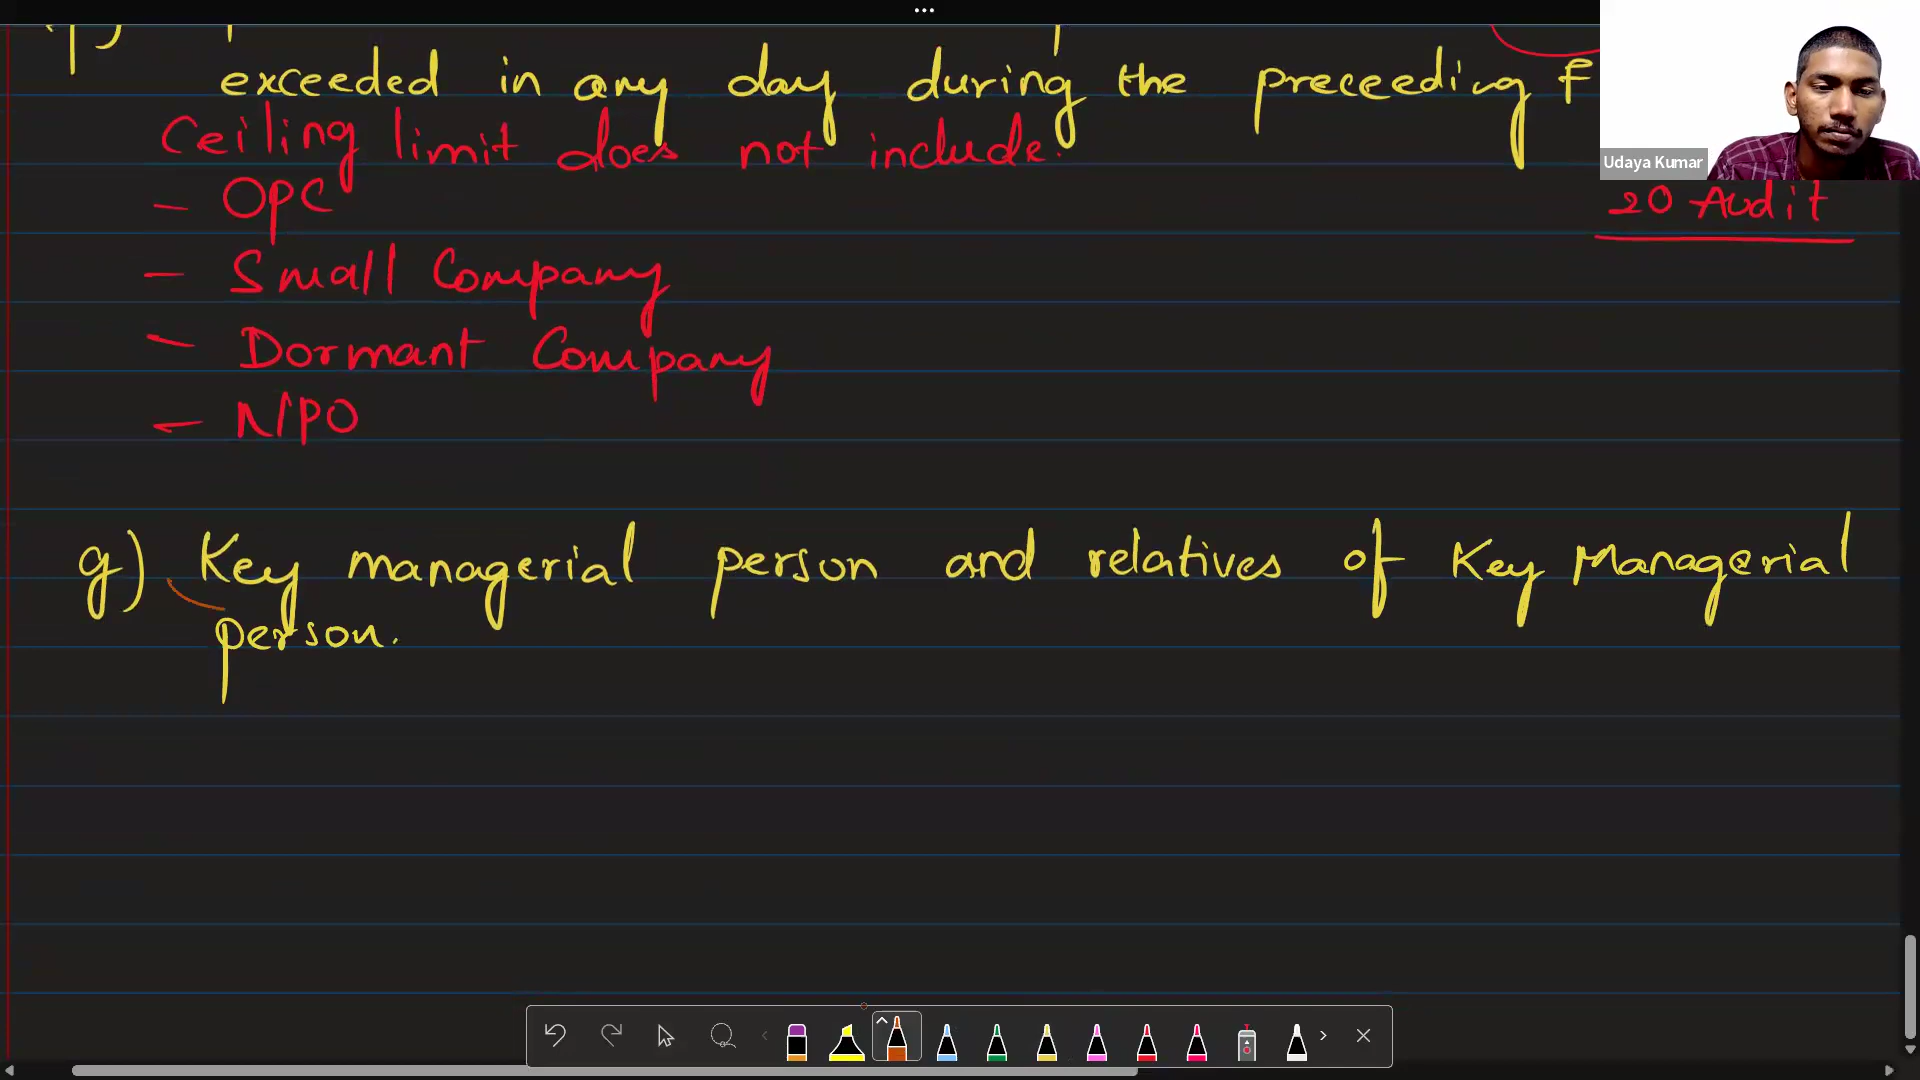 exceeded in any day during the preceeding F
Ceiling limit does not include.
Udaya Kumar
- OPC
20 Audit
- Small Company
- Dormant Company
- NPO
g) Key managerial person and relatives of Key Managerial
person.